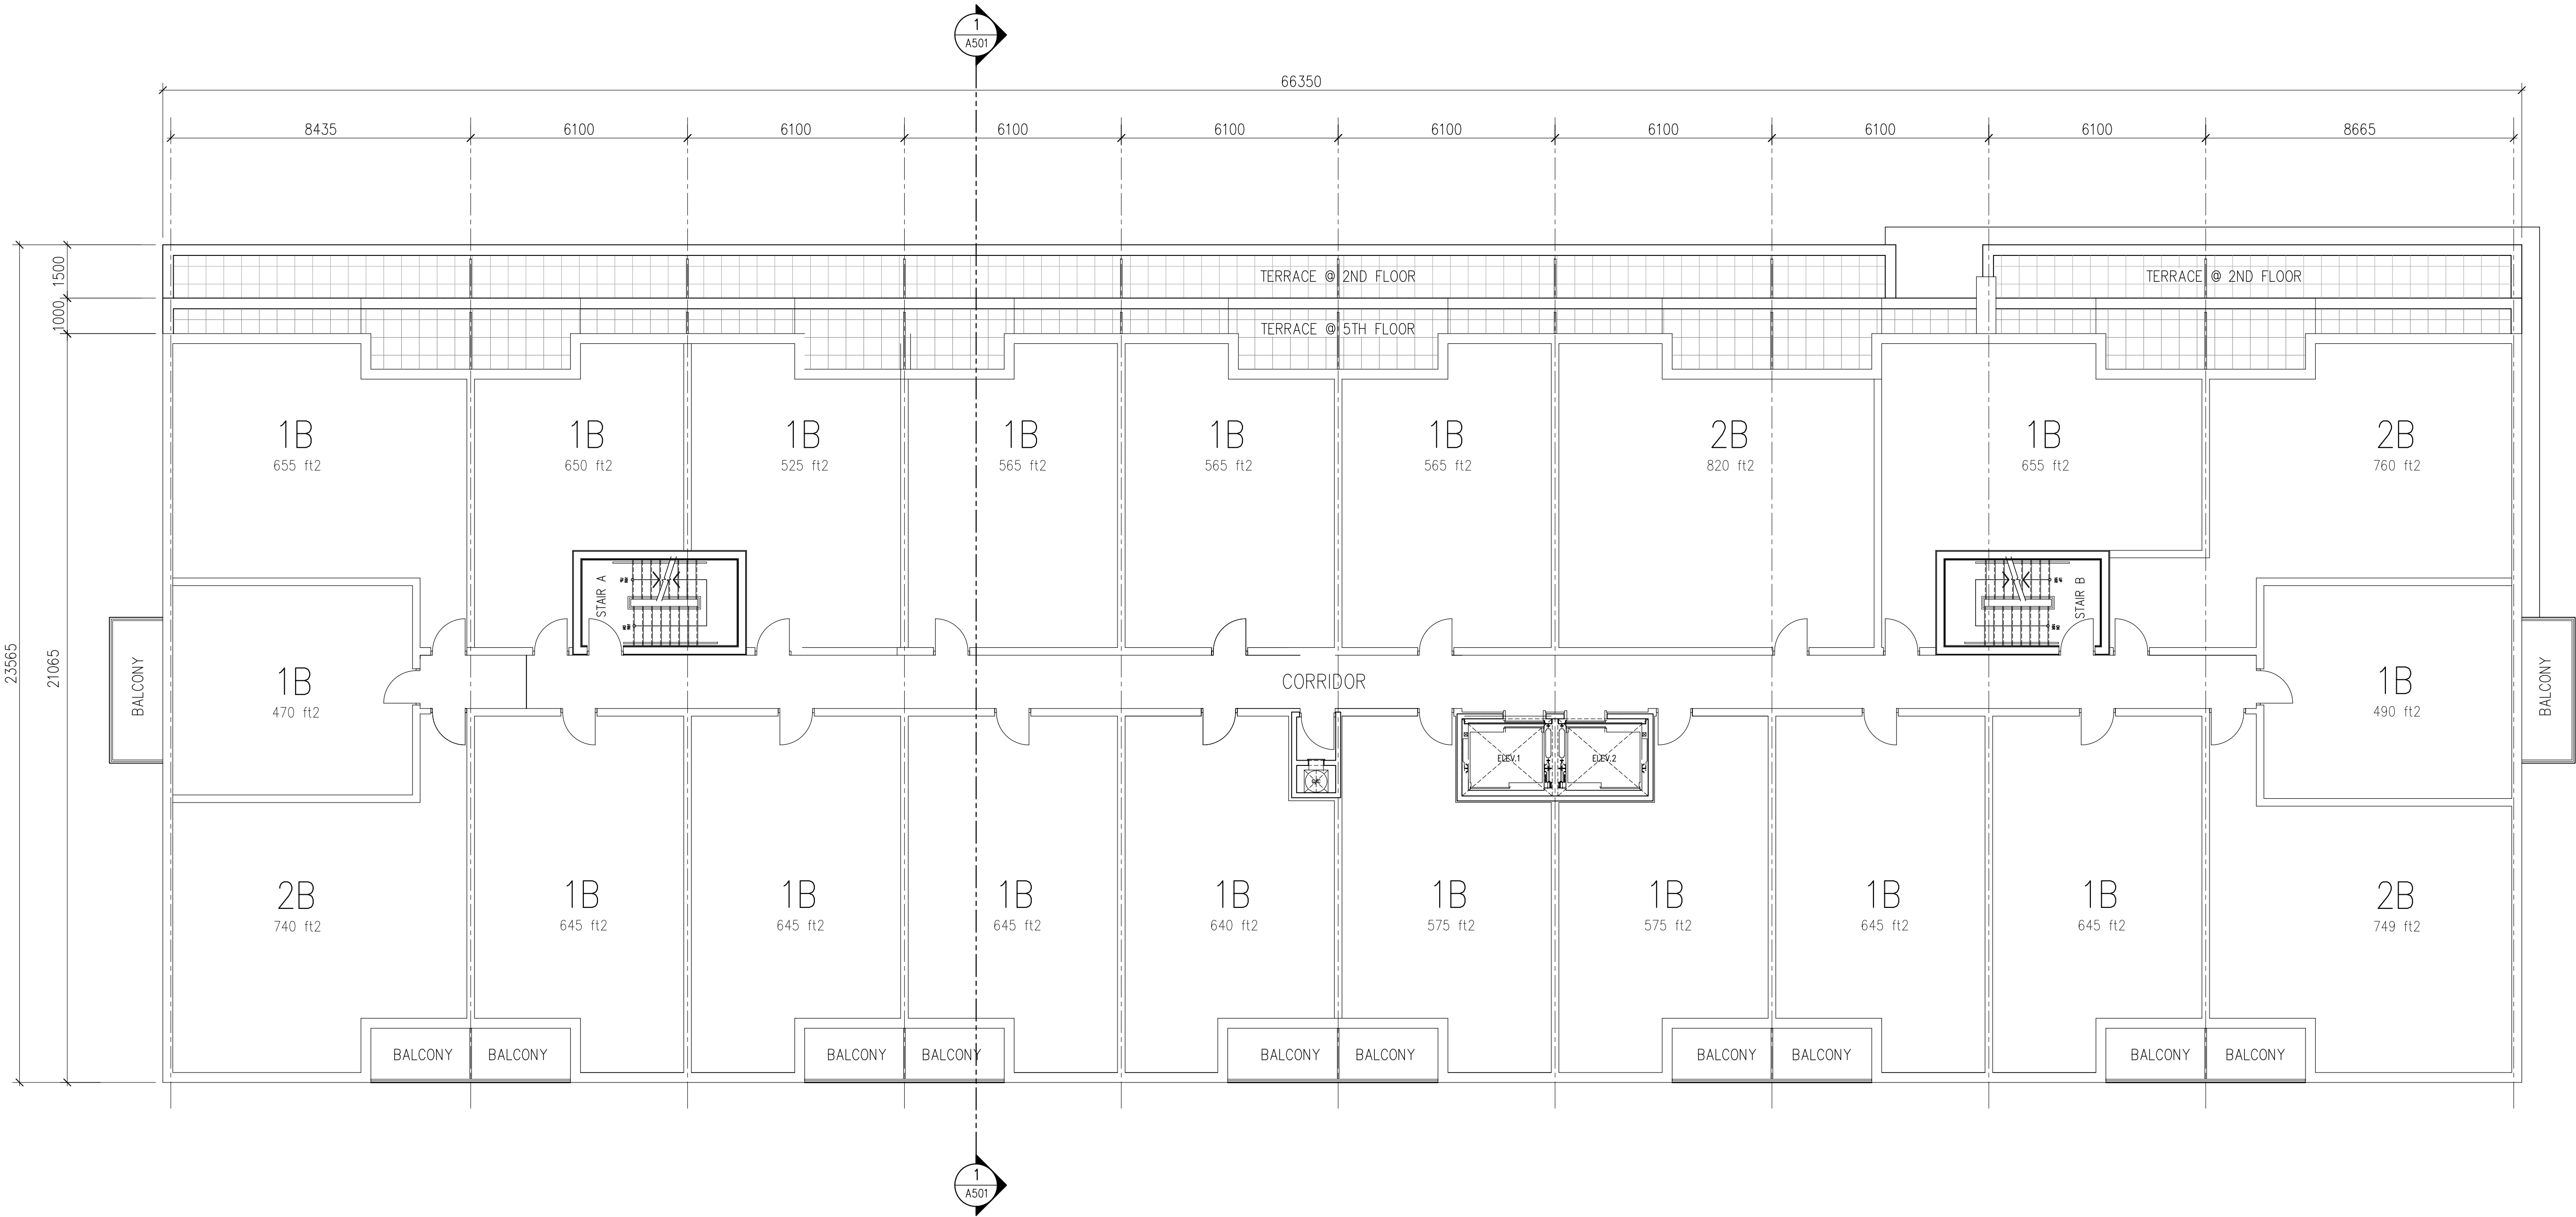 1
A501
66350
8435 6100 6100 6100 6100 6100 6100 6100 6100 8665
1500
1000
23565
21065
TERRACE @ 2ND FLOOR
TERRACE @ 2ND FLOOR
TERRACE @ 5TH FLOOR
1B 1B 1B 1B 1B 1B 2B 1B 2B
655 ft2 650 ft2 525 ft2 565 ft2 565 ft2 565 ft2 820 ft2 655 ft2 760 ft2
STAIR A
STAIR B
BALCONY
1B
470 ft2
CORRIDOR
1B
490 ft2
BALCONY
ELEV.1
ELEV.2
2B 1B 1B 1B 1B 1B 1B 1B 1B 2B
740 ft2 645 ft2 645 ft2 645 ft2 640 ft2 575 ft2 575 ft2 645 ft2 645 ft2 749 ft2
BALCONY BALCONY BALCONY BALCONY BALCONY BALCONY BALCONY BALCONY BALCONY BALCONY
1
A501